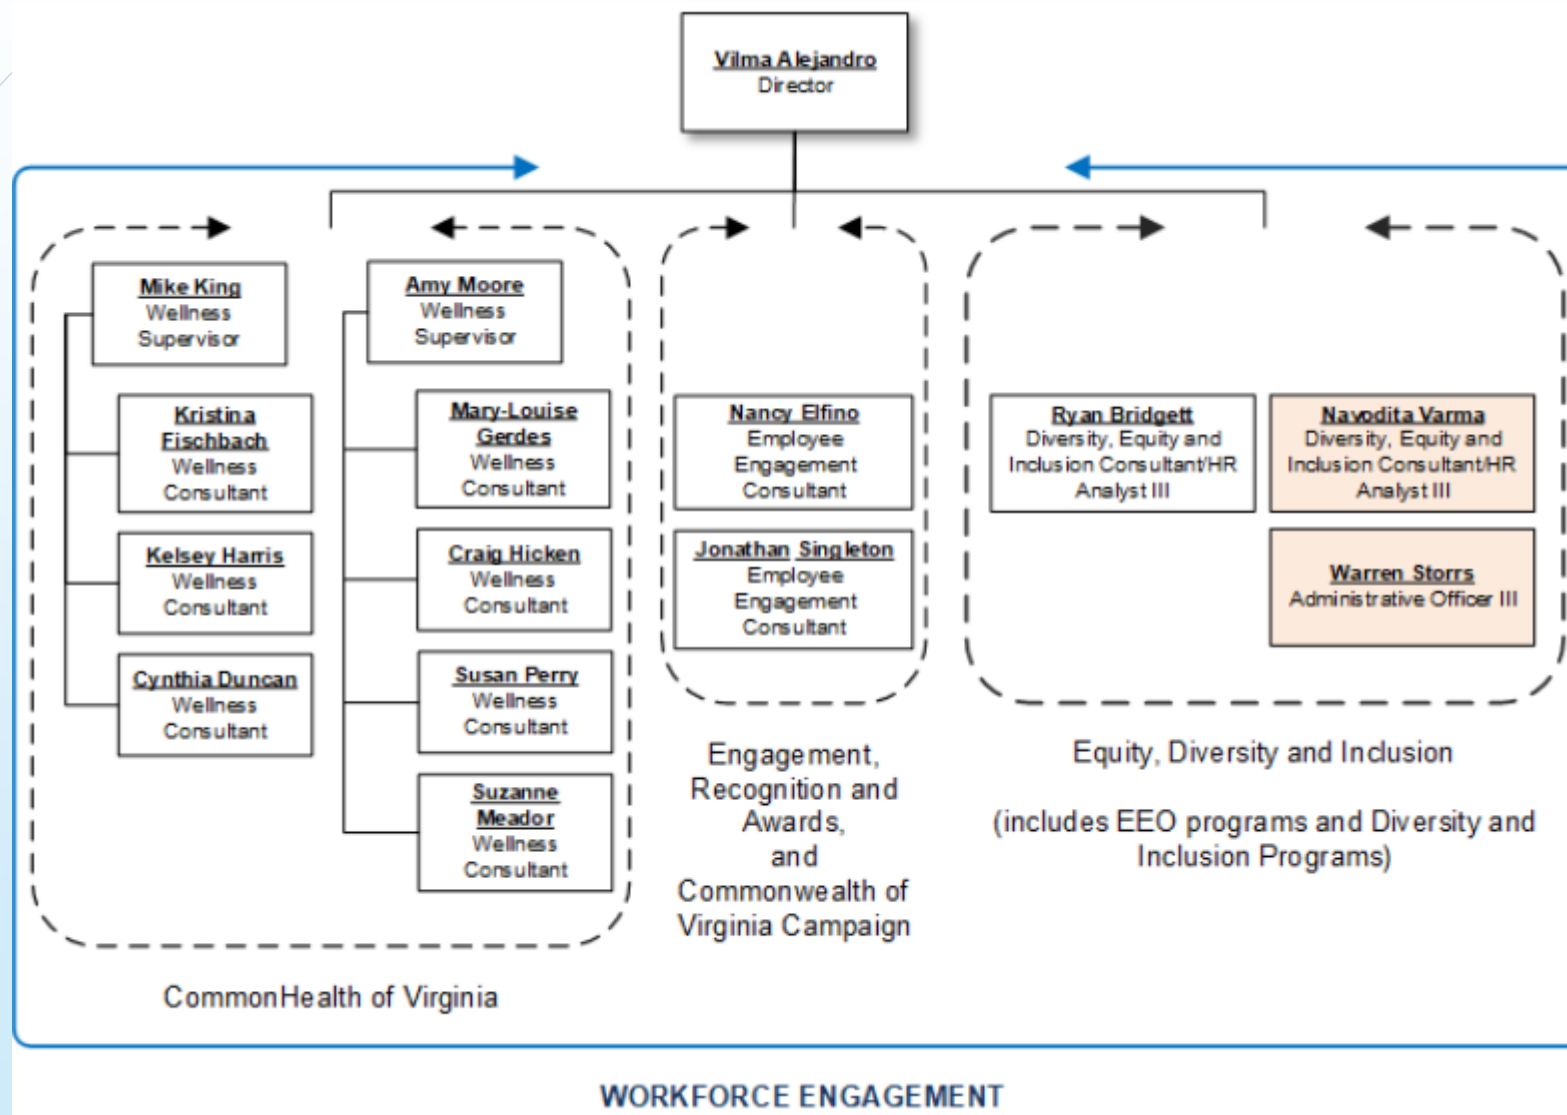 Vilma Alejandro
Director
Mike King
Wellness
Supervisor
Kristina
Fischbach
Wellness
Consultant
Kelsey Harris
Wellness
Consultant
Cynthia Duncan
Wellness
Consultant
Amy Moore
Wellness
Supervisor
Mary-Louise
Gerdes
Wellness
Consultant
Craig Hicken
Wellness
Consultant
Susan Perry
Wellness
Consultant
Suzanne
Meador
Wellness
Consultant
CommonHealth of Virginia
Nancy Elfino
Employee
Engagement
Consultant
Jonathan Singleton
Employee
Engagement
Consultant
Engagement,
Recognition and
Awards,
and
Commonwealth of
Virginia Campaign
Ryan Bridgett
Diversity, Equity and
Inclusion Consultant/HR
Analyst III
Navodita Varma
Diversity, Equity and
Inclusion Consultant/HR
Analyst III
Warren Storrs
Administrative Officer III
Equity, Diversity and Inclusion
(includes EEO programs and Diversity and
Inclusion Programs)
WORKFORCE ENGAGEMENT